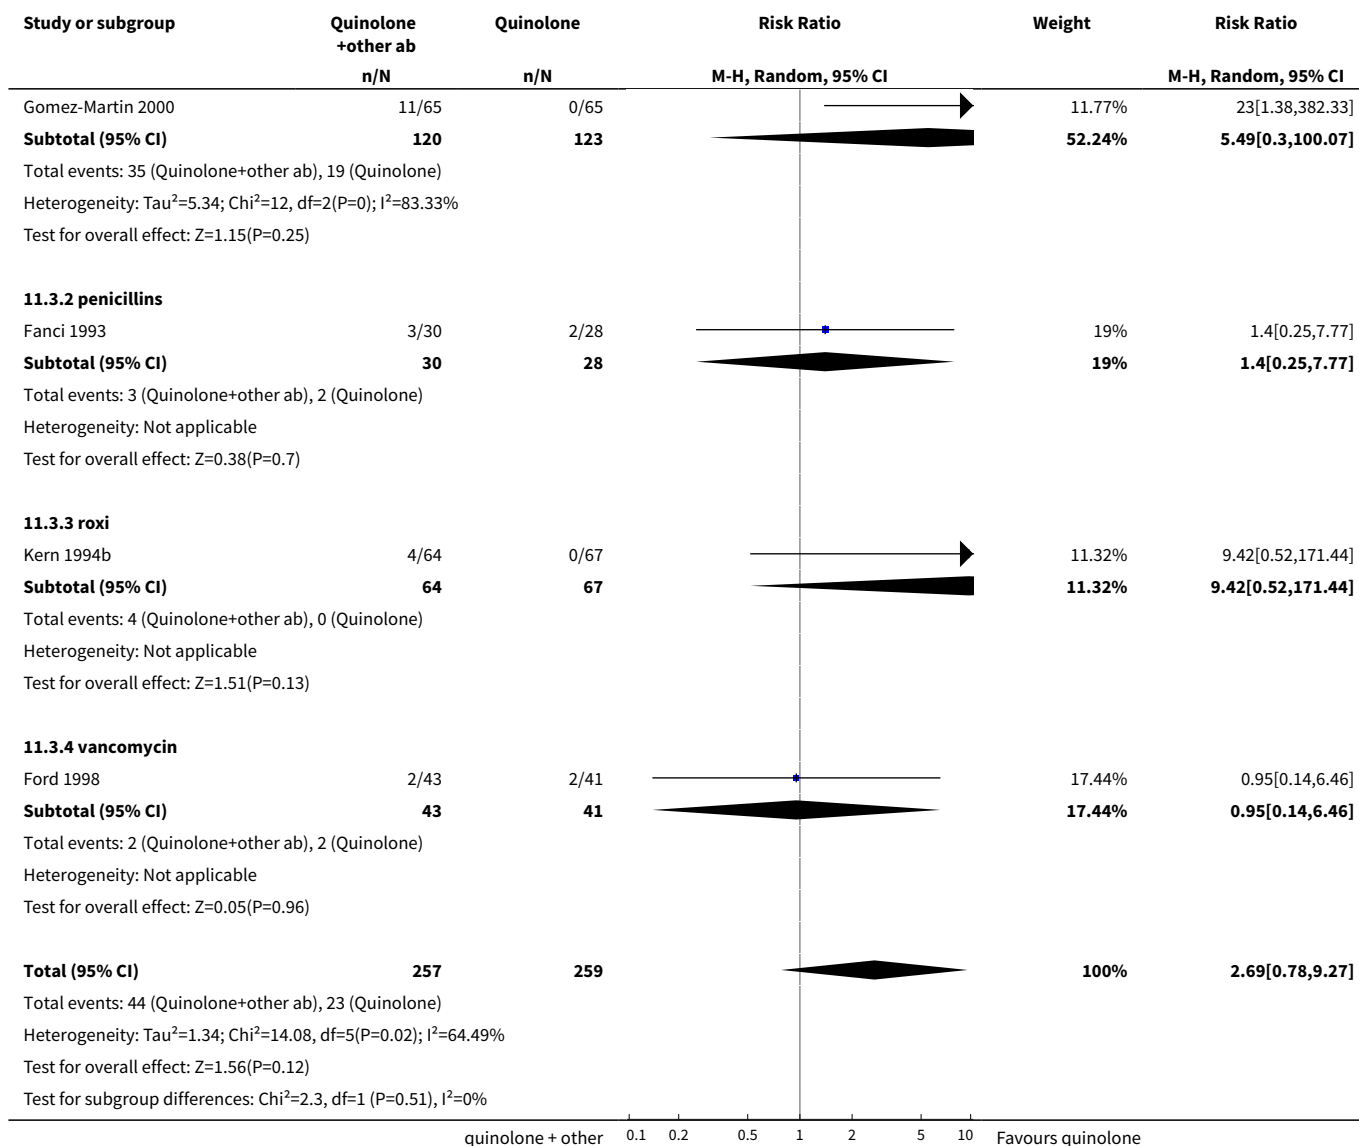 Study or subgroup Quinolone +other ab Quinolone Risk Ratio Weight Risk Ratio
n/N n/N M-H, Random, 95% CI M-H, Random, 95% CI
Gomez-Martin 2000 11/65 0/65 11.77% 23[1.38,382.33]
Subtotal (95% CI) 120 123 52.24% 5.49[0.3,100.07]
Total events: 35 (Quinolone+other ab), 19 (Quinolone)
Heterogeneity: Tau²=5.34; Chi²=12, df=2(P=0); I²=83.33%
Test for overall effect: Z=1.15(P=0.25)
11.3.2 penicillins
Fanci 1993 3/30 2/28 19% 1.4[0.25,7.77]
Subtotal (95% CI) 30 28 19% 1.4[0.25,7.77]
Total events: 3 (Quinolone+other ab), 2 (Quinolone)
Heterogeneity: Not applicable
Test for overall effect: Z=0.38(P=0.7)
11.3.3 roxi
Kern 1994b 4/64 0/67 11.32% 9.42[0.52,171.44]
Subtotal (95% CI) 64 67 11.32% 9.42[0.52,171.44]
Total events: 4 (Quinolone+other ab), 0 (Quinolone)
Heterogeneity: Not applicable
Test for overall effect: Z=1.51(P=0.13)
11.3.4 vancomycin
Ford 1998 2/43 2/41 17.44% 0.95[0.14,6.46]
Subtotal (95% CI) 43 41 17.44% 0.95[0.14,6.46]
Total events: 2 (Quinolone+other ab), 2 (Quinolone)
Heterogeneity: Not applicable
Test for overall effect: Z=0.05(P=0.96)
Total (95% CI) 257 259 100% 2.69[0.78,9.27]
Total events: 44 (Quinolone+other ab), 23 (Quinolone)
Heterogeneity: Tau²=1.34; Chi²=14.08, df=5(P=0.02); I²=64.49%
Test for overall effect: Z=1.56(P=0.12)
Test for subgroup differences: Chi²=2.3, df=1 (P=0.51), I²=0%
quinolone + other 0.1 0.2 0.5 1 2 5 10 Favours quinolone